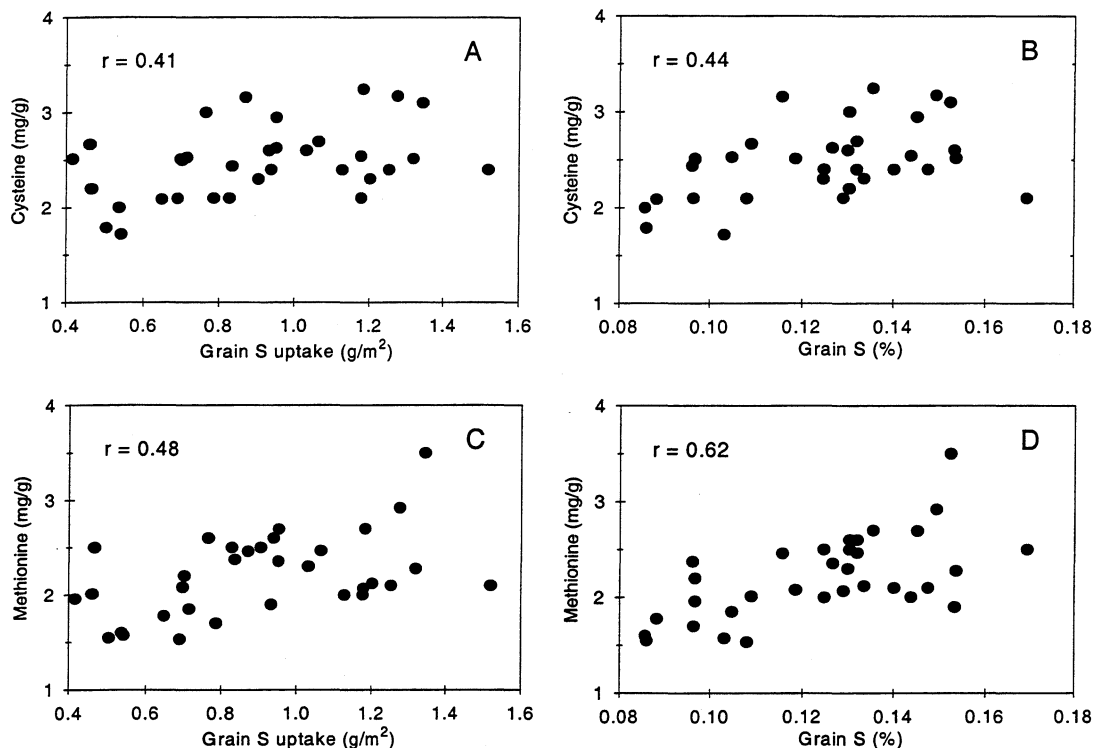 4
A
r = 0.41
3
Cysteine (mg/g)
2
1
0.4 0.6 0.8 1.0 1.2 1.4 1.6
Grain S uptake (g/m²)
4
B
r = 0.44
3
Cysteine (mg/g)
2
1
0.08 0.10 0.12 0.14 0.16 0.18
Grain S (%)
4
C
r = 0.48
3
Methionine (mg/g)
2
1
0.4 0.6 0.8 1.0 1.2 1.4 1.6
Grain S uptake (g/m²)
4
D
r = 0.62
3
Methionine (mg/g)
2
1
0.08 0.10 0.12 0.14 0.16 0.18
Grain S (%)